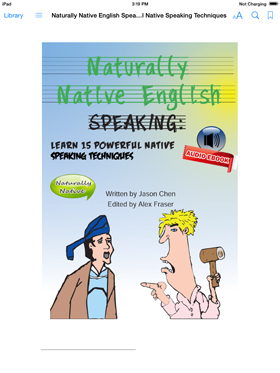 iPad
3:19 PM
Not Charging
Library
Naturally Native English Spea...l Native Speaking Techniques
AA
Naturally
Native English
SPEAKING:
LEARN 15 POWERFUL NATIVE
SPEAKING TECHNIQUES
AUDIO EBOOK
Naturally
Native
Written by Jason Chen
Edited by Alex Fraser